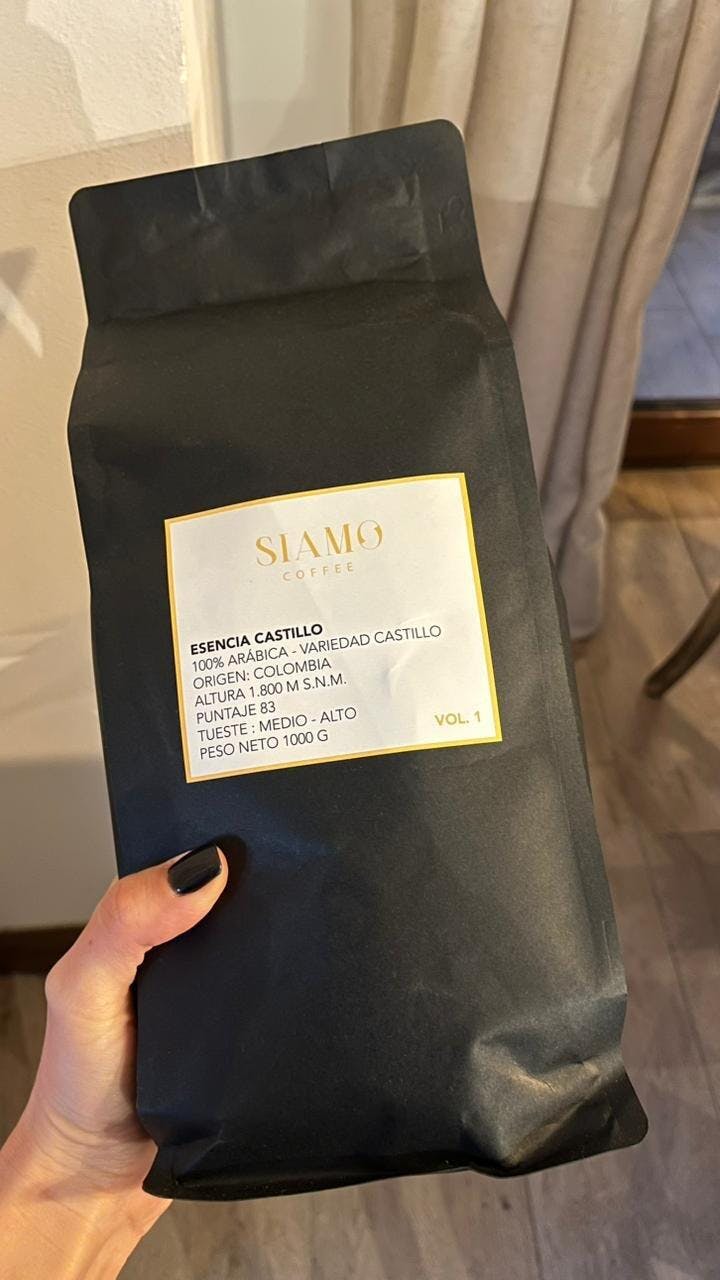 SIAMO
COFFEE
ESENCIA CASTILLO
100% ARÁBICA - VARIEDAD CASTILLO
ORIGEN: COLOMBIA
ALTURA 1.800 M S.N.M.
PUNTAJE 83
TUESTE : MEDIO - ALTO
PESO NETO 1000 G
VOL. 1